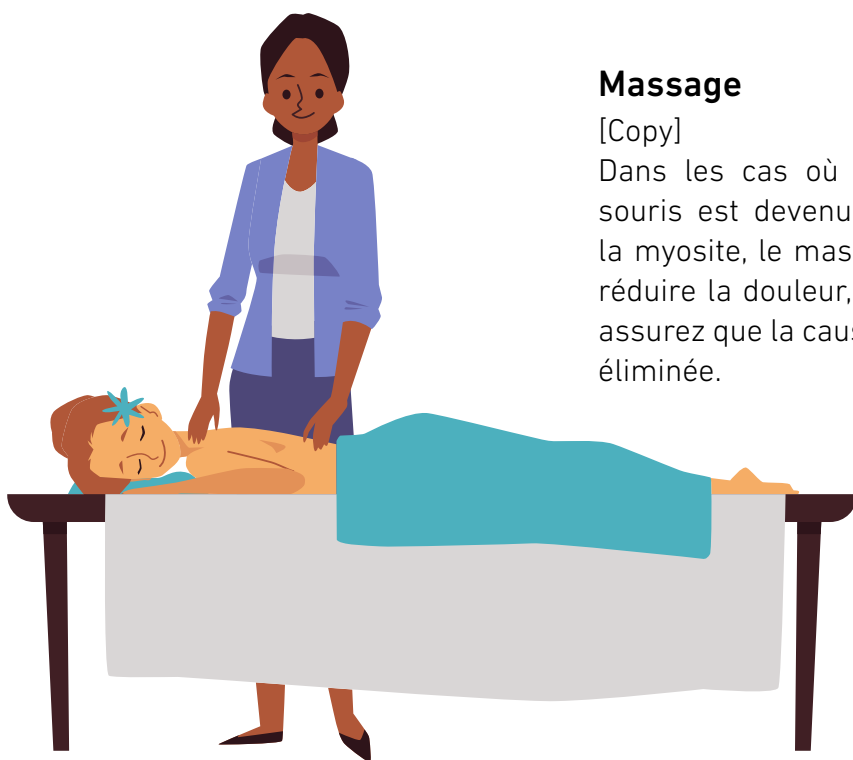 Massage
[Copy]
Dans les cas où
souris est devenu
la myosite, le mas
réduire la douleur,
assurez que la caus
éliminée.